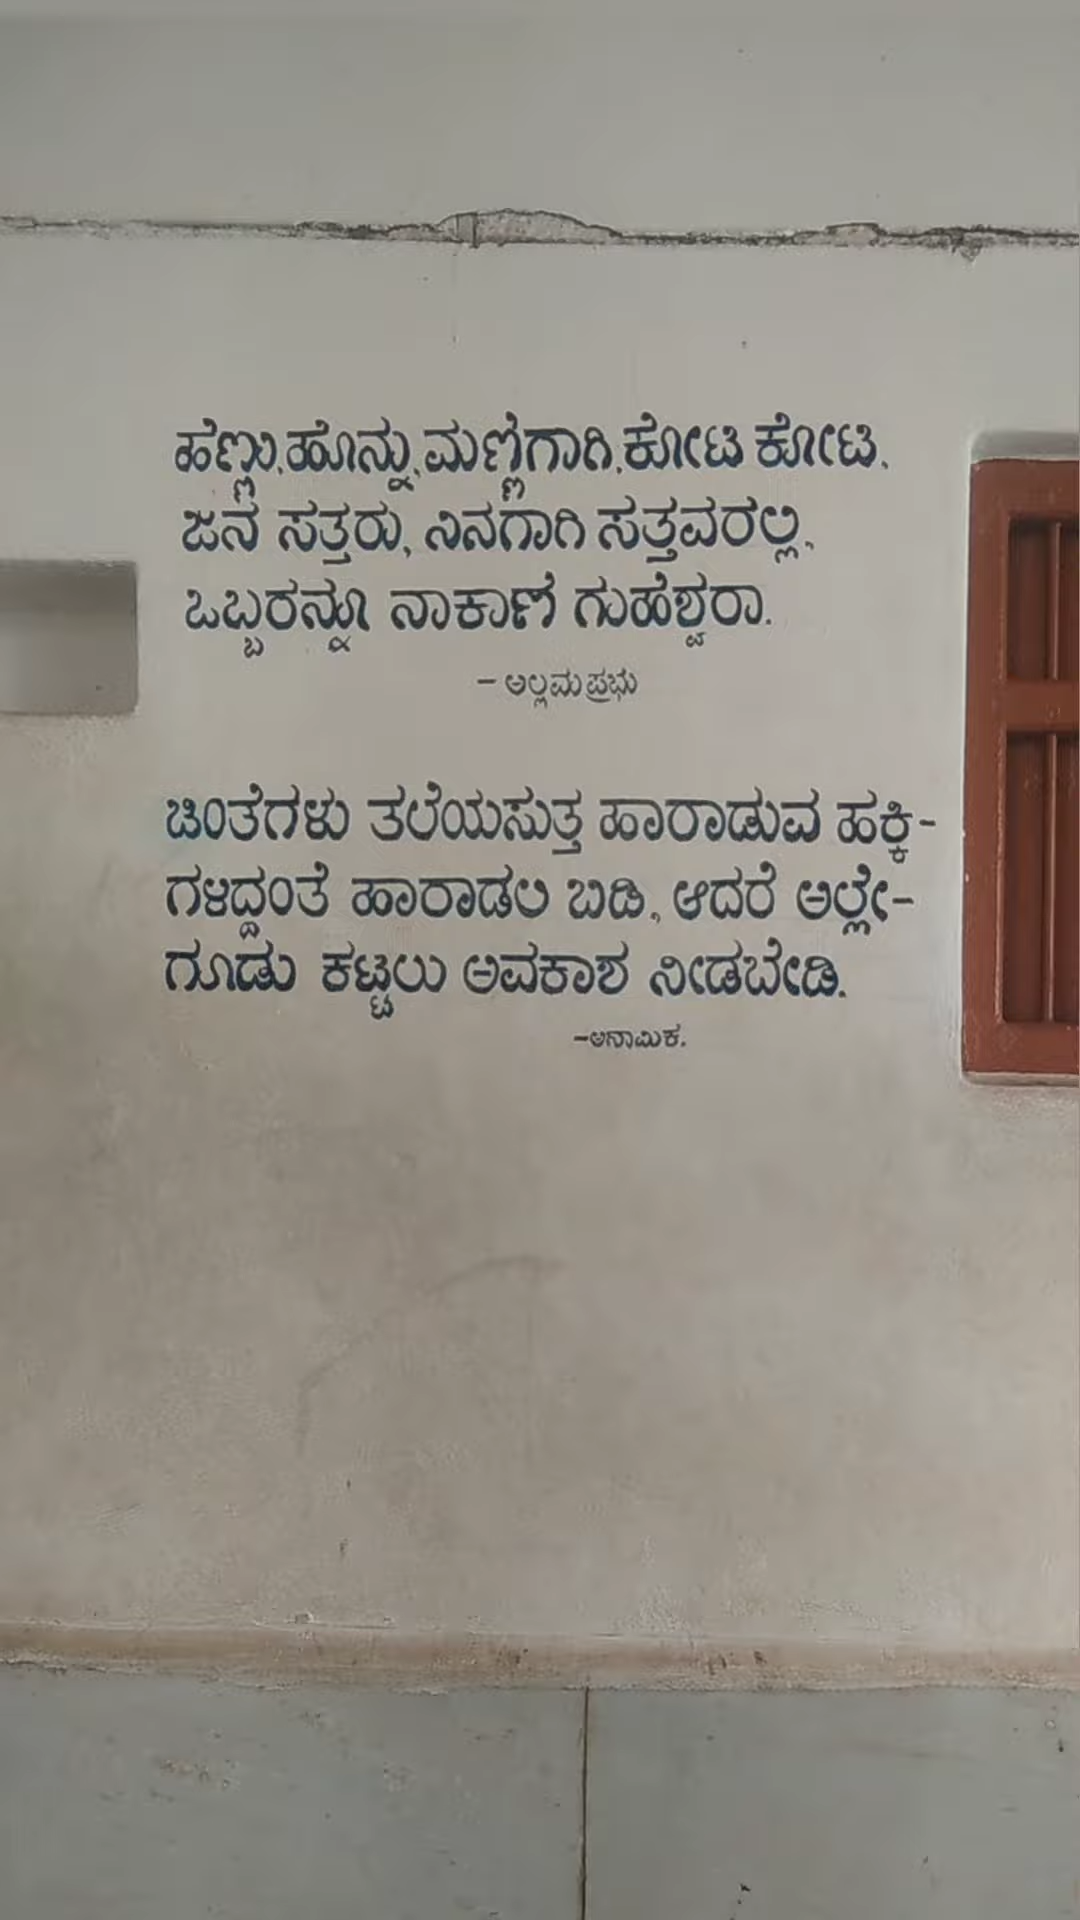 ಹೆಣ್ಣು,ಹೊನ್ನು,ಮಣ್ಣಿಗಾಗಿ,ಕೋಟಿ ಕೋಟಿ.
ಜನ ಸತ್ತರು, ನಿನಗಾಗಿ ಸತ್ತವರಲ್ಲಿ,
ಒಬ್ಬರನ್ನೂ ನಾಕಾಣೆ ಗುಹೇಶ್ವರಾ.
- ಅಲ್ಲಮಪ್ರಭು
ಚಿಂತೆಗಳು ತಲೆಯಸುತ್ತ ಹಾರಾಡುವ ಹಕ್ಕಿ-
ಗಳಿದ್ದಂತೆ ಹಾರಾಡಲಿ ಬಿಡಿ, ಆದರೆ ಅಲ್ಲೇ-
ಗೂಡು ಕಟ್ಟಲು ಅವಕಾಶ ನೀಡಬೇಡಿ.
-ಅನಾಮಿಕ.